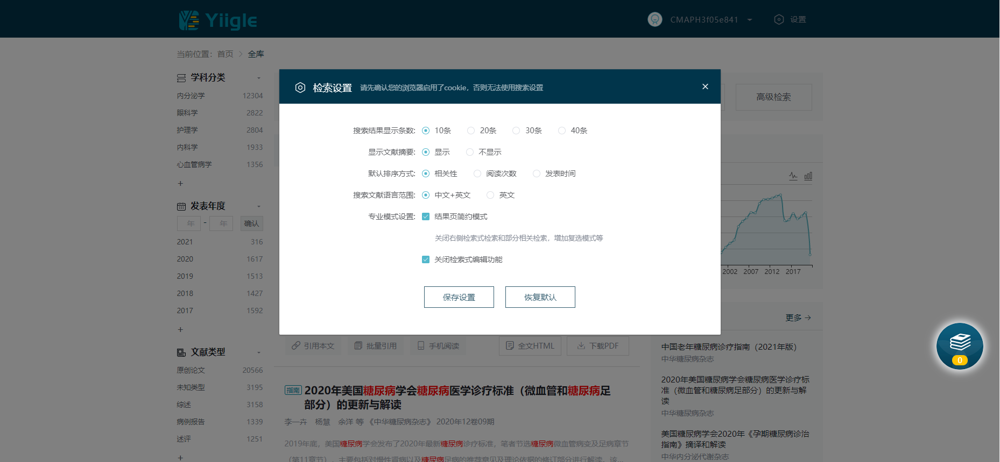 Yiigle
CMAPH3f05e841
设置
当前位置：首页 > 全库
学科分类
内分泌学 12304
眼科学 2822
护理学 2804
内科学 1933
心血管病学 1356
+
发表年度
年 - 年 确认
2021 316
2020 1617
2019 1513
2018 1427
2017 1592
+
文献类型
原创论文 20566
未知类型 3195
综述 3158
病例报告 1339
述评 1251
+
检索设置 请先确认您的浏览器启用了cookie，否则无法使用搜索设置
搜索结果显示条数: 10条 20条 30条 40条
显示文献摘要: 显示 不显示
默认排序方式: 相关性 阅读次数 发表时间
搜索文献语言范围: 中文+英文 英文
专业模式设置: 结果页简约模式
关闭右侧检索式检索和部分相关检索，增加复选模式等
关闭检索式编辑功能
保存设置 恢复默认
引用本文 批量引用 手机阅读 全文HTML 下载PDF
指南 2020年美国糖尿病学会糖尿病医学诊疗标准（微血管和糖尿病足
部分）的更新与解读
李一卉 杨慧 余洋 等 《中华糖尿病杂志》 2020年12卷09期
2019年底，美国糖尿病学会发布了2020年最新糖尿病诊疗标准，笔者节选糖尿病微血管病变及足病章节
（第11章节），主要包括对慢性肾病以及糖尿病足病的推荐意见及理论依据的修订部分进行解读。该...
高级检索
2002 2007 2012 2017
更多 →
中国老年糖尿病诊疗指南（2021年版）
中华糖尿病杂志
2020年美国糖尿病学会糖尿病医学诊疗标
准（微血管和糖尿病足部分）的更新与解
读
中华糖尿病杂志
美国糖尿病学会2020年《孕期糖尿病诊治
指南》摘译和解读
中华内分泌代谢杂志
0